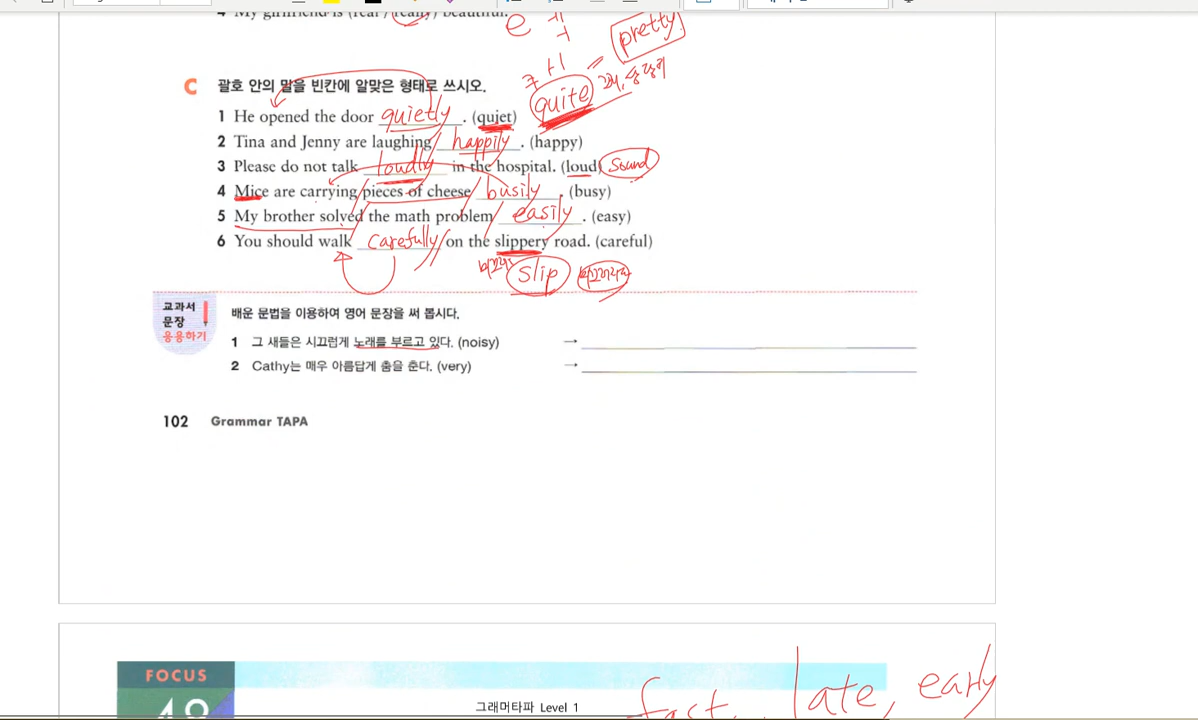 4 My girlfriend is (real / really) beautiful.
e
pretty
=
quite
C 괄호 안의 말을 빈칸에 알맞은 형태로 쓰시오.
1 He opened the door quietly. (quiet)
2 Tina and Jenny are laughing happily. (happy)
3 Please do not talk loudly in the hospital. (loud) sound
4 Mice are carrying pieces of cheese busily. (busy)
5 My brother solved the math problem easily. (easy)
6 You should walk carefully on the slippery road. (careful)
slip
교과서
문장
응용하기
배운 문법을 이용하여 영어 문장을 써 봅시다.
1 그 새들은 시끄럽게 노래를 부르고 있다. (noisy) →
2 Cathy는 매우 아름답게 춤을 춘다. (very) →
102 Grammar TAPA
FOCUS
49
fast, late, early
그래머타파 Level 1